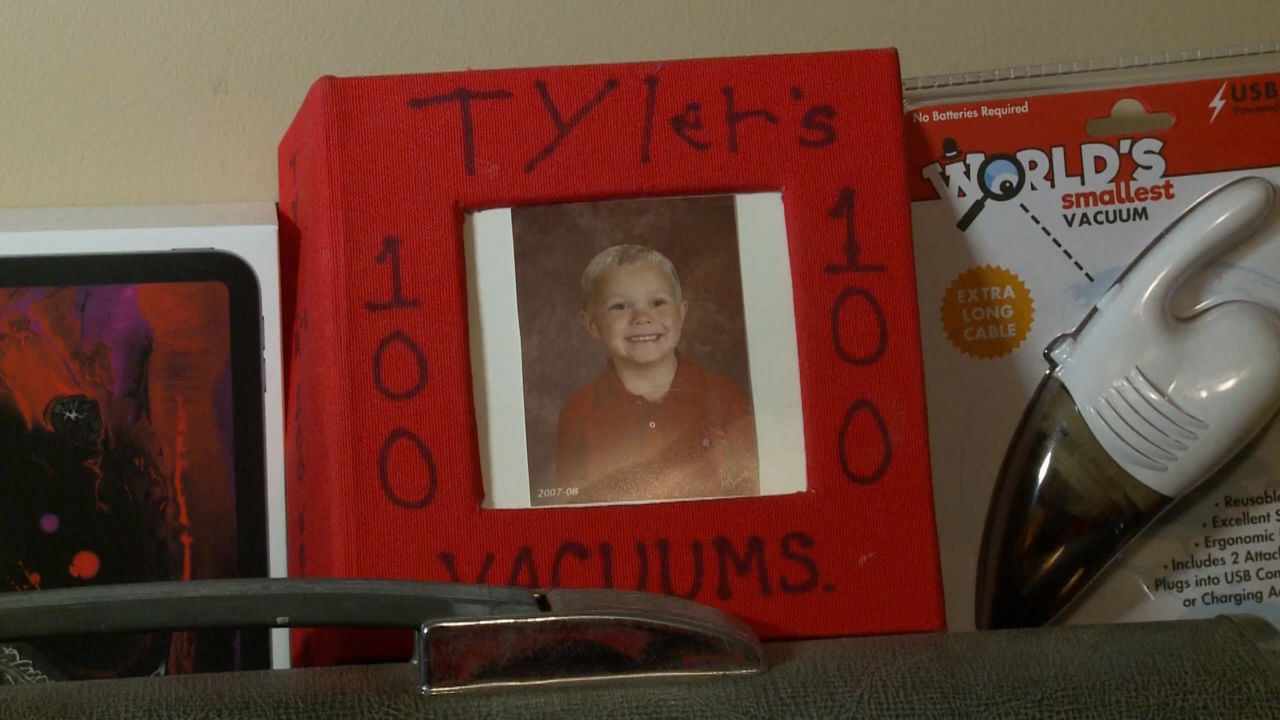 TYler's
100
100
VACUUMS.
2007-08
No Batteries Required
USB
WORLD'S
smallest
VACUUM
EXTRA
LONG
CABLE
• Reusable
• Excellent S
• Ergonomic
• Includes 2 Attac
Plugs into USB Con
or Charging A